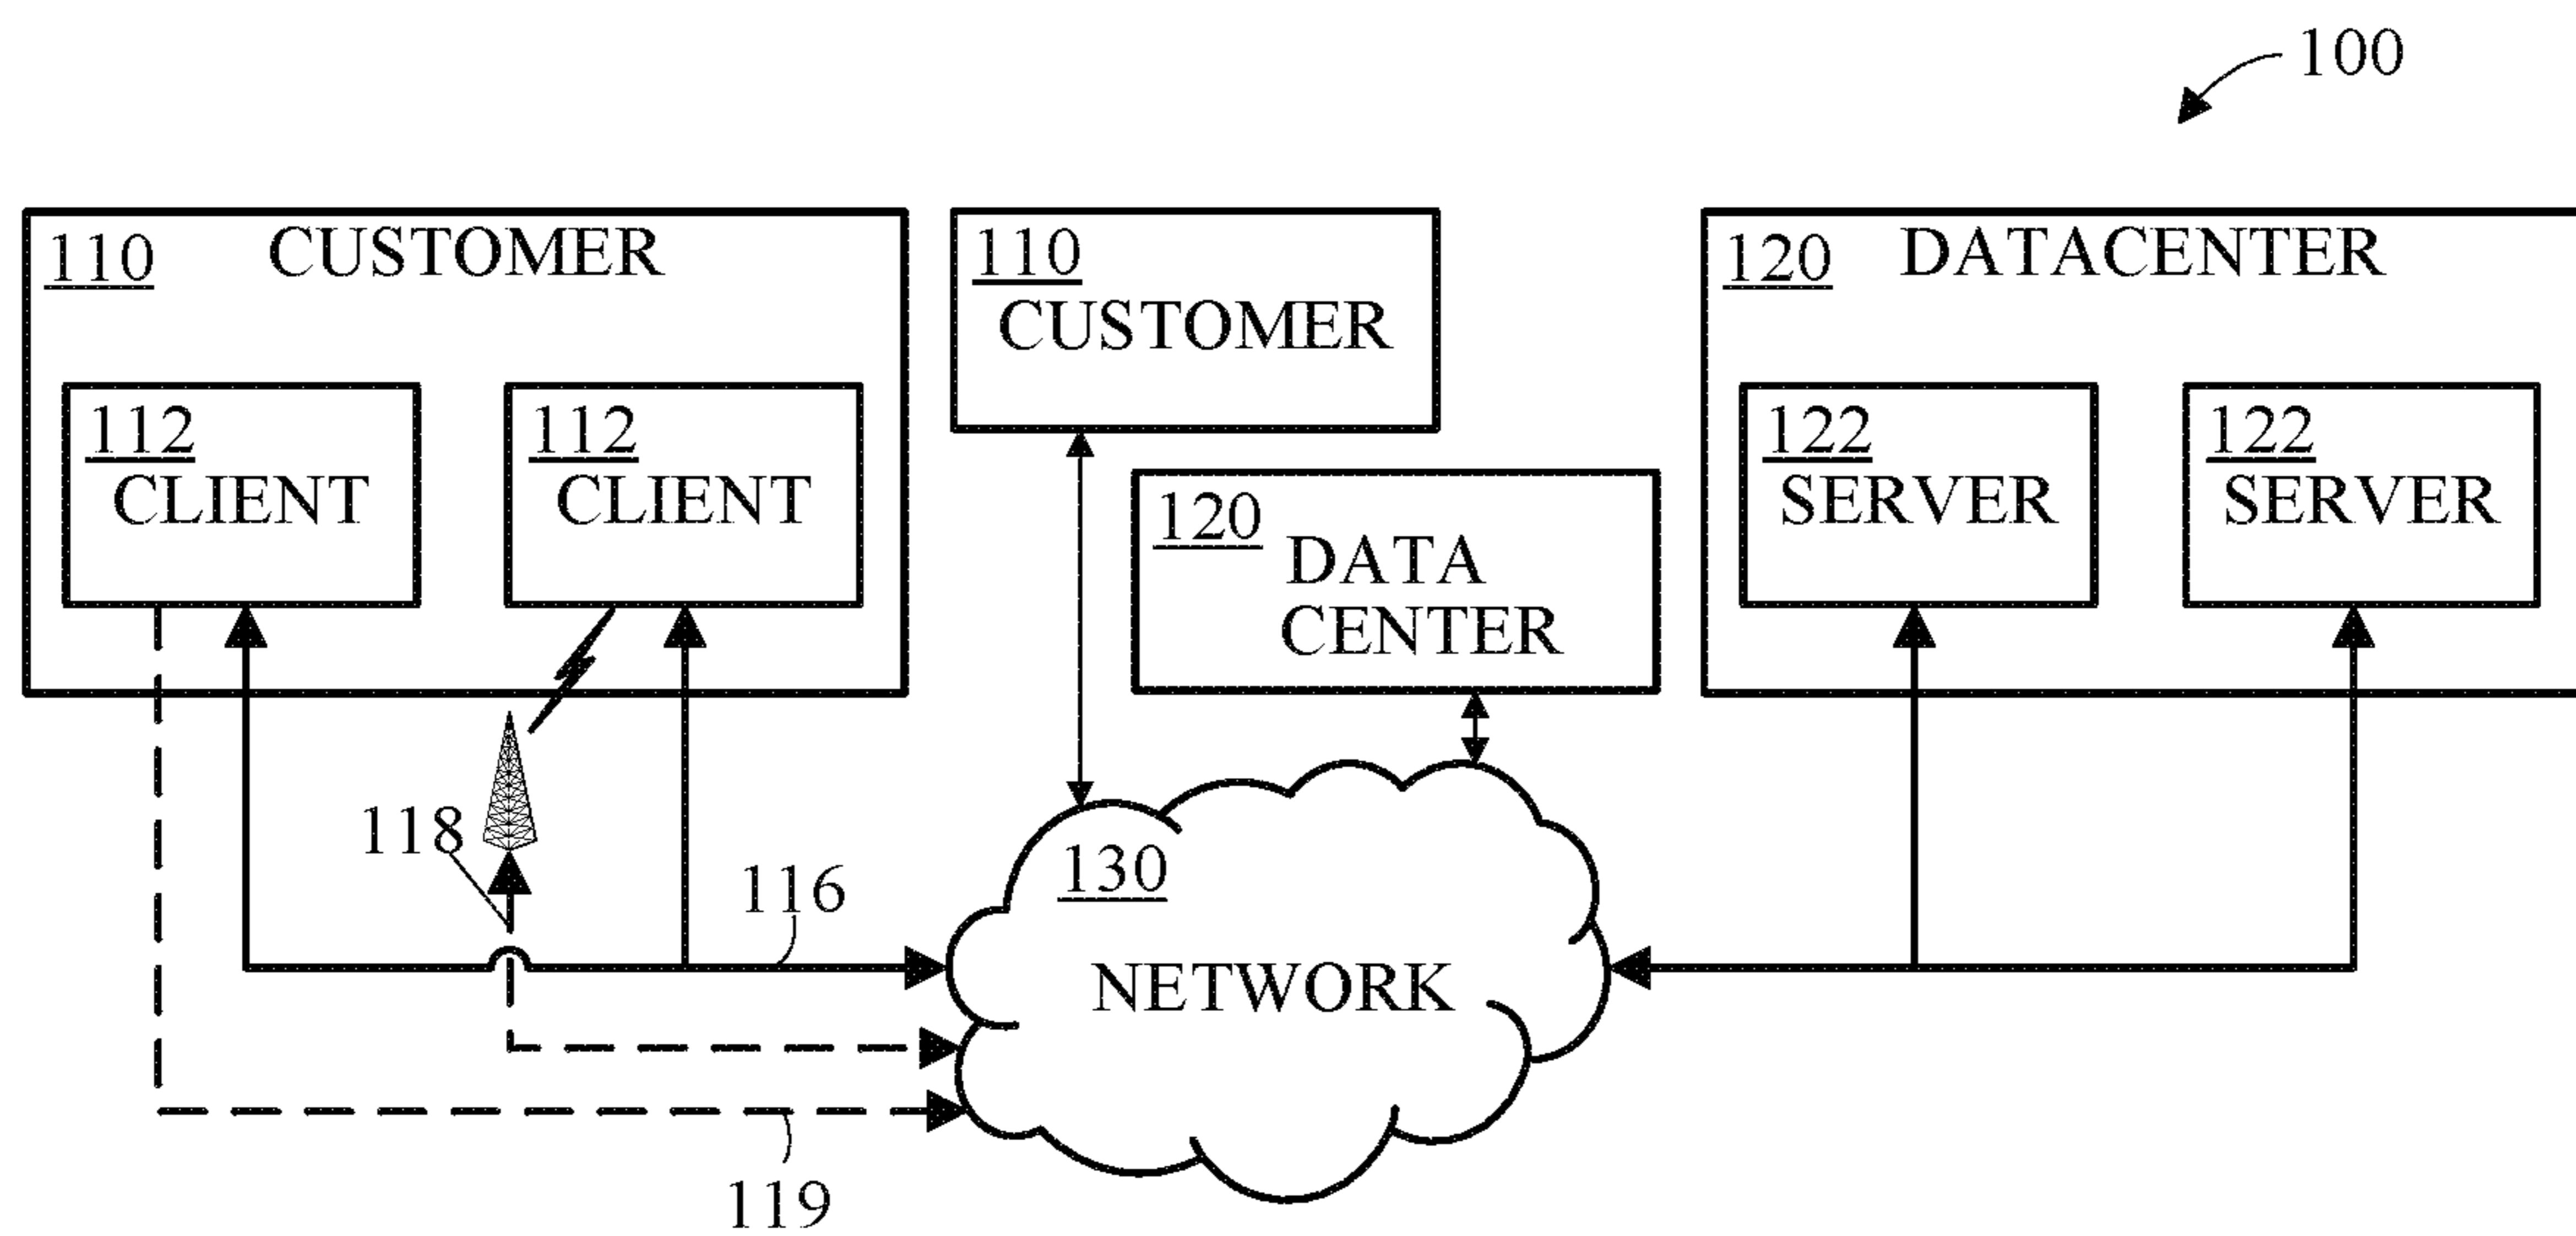 100
110 CUSTOMER
112
CLIENT
112
CLIENT
110
CUSTOMER
120
DATA
CENTER
120 DATACENTER
122
SERVER
122
SERVER
118
116
130
NETWORK
119